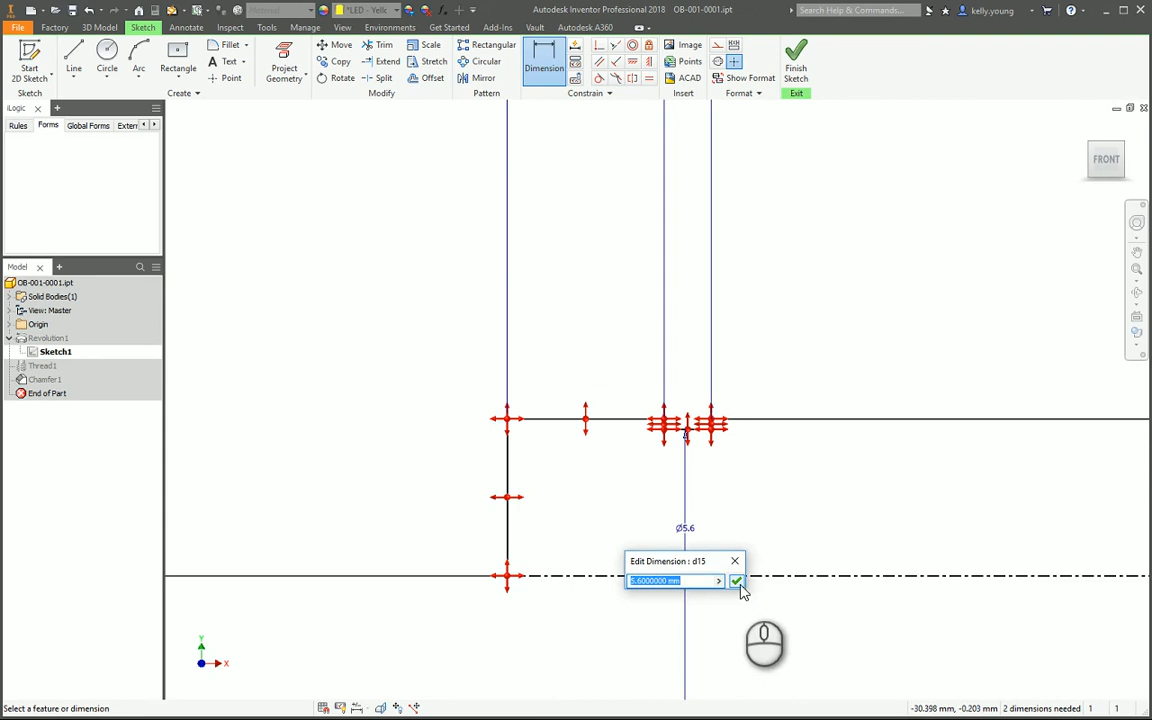 Normal
*LED - Yellc
Autodesk Inventor Professional 2018 OB-001-0001.ipt
Search Help & Commands...
kelly.young
File Factory 3D Model Sketch Annotate Inspect Tools Manage View Environments Get Started Add-Ins Vault Autodesk A360
Start
2D Sketch
Line
Circle
Arc
Rectangle
Fillet
Text
Point
Project
Geometry
Move
Copy
Rotate
Trim
Extend
Split
Scale
Stretch
Offset
Rectangular
Circular
Mirror
Dimension
Image
Points
ACAD
Show Format
Finish
Sketch
Sketch Create Modify Pattern Constrain Insert Format Exit
iLogic
Rules Forms Global Forms Extern
FRONT
Model
OB-001-0001.ipt
Solid Bodies(1)
View: Master
Origin
Revolution1
Sketch1
Thread1
Chamfer1
End of Part
Ø5.6
Edit Dimension : d15
5.6000000 mm
Y
X
Select a feature or dimension
-30.398 mm, -0.203 mm 2 dimensions needed 1 1